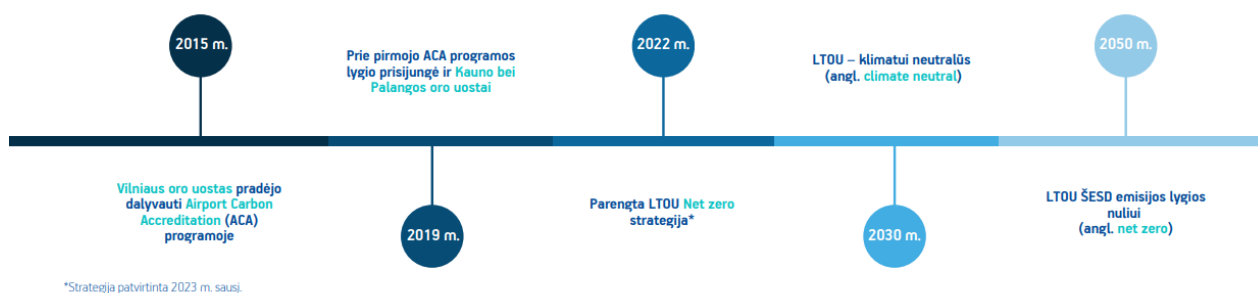 2015 m.
Vilniaus oro uostas pradėjo
dalyvauti Airport Carbon
Accreditation (ACA)
programoje
Prie pirmojo ACA programos
lygio prisijungė ir Kauno bei
Palangos oro uostai
2019 m.
2022 m.
Parengta LTOU Net zero
strategija*
LTOU – klimatui neutralūs
(angl. climate neutral)
2030 m.
2050 m.
LTOU ŠESD emisijos lygios
nuliui
(angl. net zero)
*Strategija patvirtinta 2023 m. sausį.